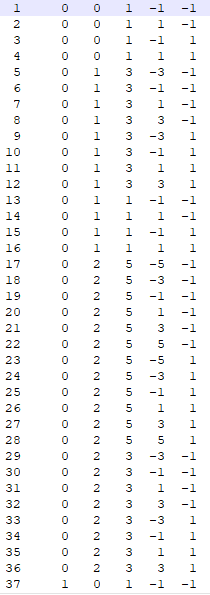 1 0 0 1 -1 -1
2 0 0 1 1 -1
3 0 0 1 -1 1
4 0 0 1 1 1
5 0 1 3 -3 -1
6 0 1 3 -1 -1
7 0 1 3 1 -1
8 0 1 3 3 -1
9 0 1 3 -3 1
10 0 1 3 -1 1
11 0 1 3 1 1
12 0 1 3 3 1
13 0 1 1 -1 -1
14 0 1 1 1 -1
15 0 1 1 -1 1
16 0 1 1 1 1
17 0 2 5 -5 -1
18 0 2 5 -3 -1
19 0 2 5 -1 -1
20 0 2 5 1 -1
21 0 2 5 3 -1
22 0 2 5 5 -1
23 0 2 5 -5 1
24 0 2 5 -3 1
25 0 2 5 -1 1
26 0 2 5 1 1
27 0 2 5 3 1
28 0 2 5 5 1
29 0 2 3 -3 -1
30 0 2 3 -1 -1
31 0 2 3 1 -1
32 0 2 3 3 -1
33 0 2 3 -3 1
34 0 2 3 -1 1
35 0 2 3 1 1
36 0 2 3 3 1
37 1 0 1 -1 -1